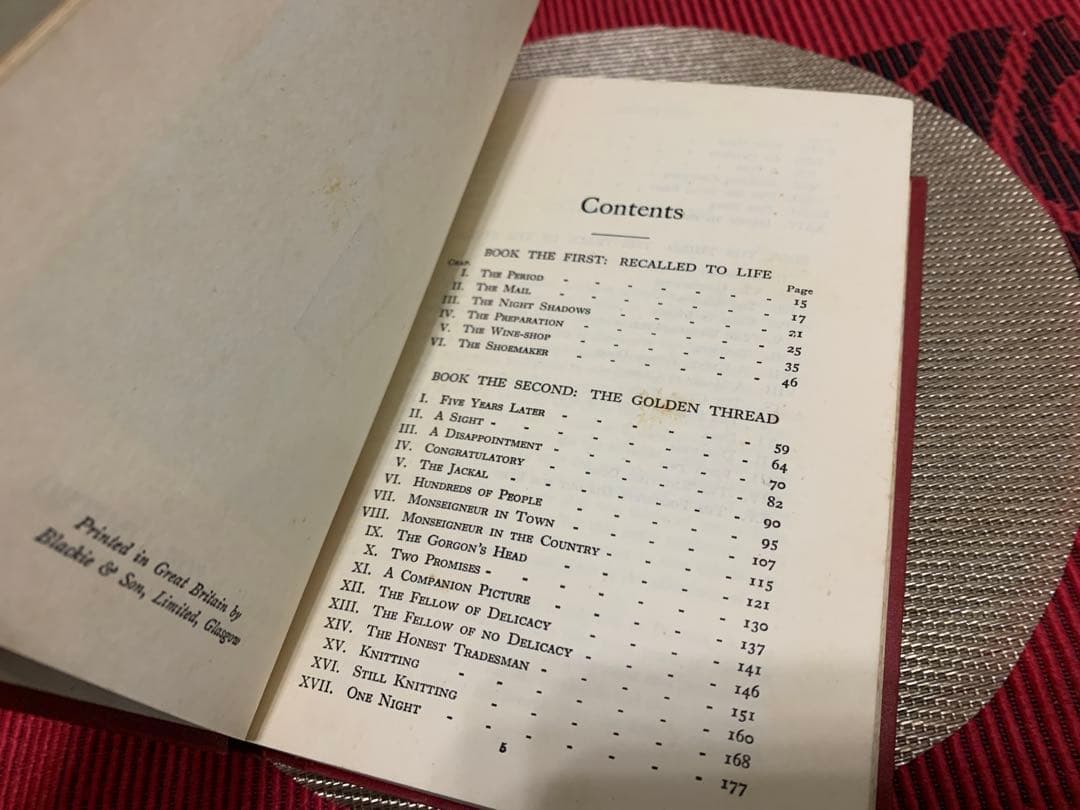 Printed in Great Britain by
Blackie & Son, Limited, Glasgow
Contents
BOOK THE FIRST: RECALLED TO LIFE
CHAP. Page
I. THE PERIOD 15
II. THE MAIL 17
III. THE NIGHT SHADOWS 21
IV. THE PREPARATION 25
V. THE WINE-SHOP 35
VI. THE SHOEMAKER 46
BOOK THE SECOND: THE GOLDEN THREAD
I. FIVE YEARS LATER 59
II. A SIGHT 64
III. A DISAPPOINTMENT 70
IV. CONGRATULATORY 82
V. THE JACKAL 90
VI. HUNDREDS OF PEOPLE 95
VII. MONSEIGNEUR IN TOWN 107
VIII. MONSEIGNEUR IN THE COUNTRY 115
IX. THE GORGON'S HEAD 121
X. TWO PROMISES 130
XI. A COMPANION PICTURE 137
XII. THE FELLOW OF DELICACY 141
XIII. THE FELLOW OF NO DELICACY 146
XIV. THE HONEST TRADESMAN 151
XV. KNITTING 160
XVI. STILL KNITTING 168
XVII. ONE NIGHT 177
5